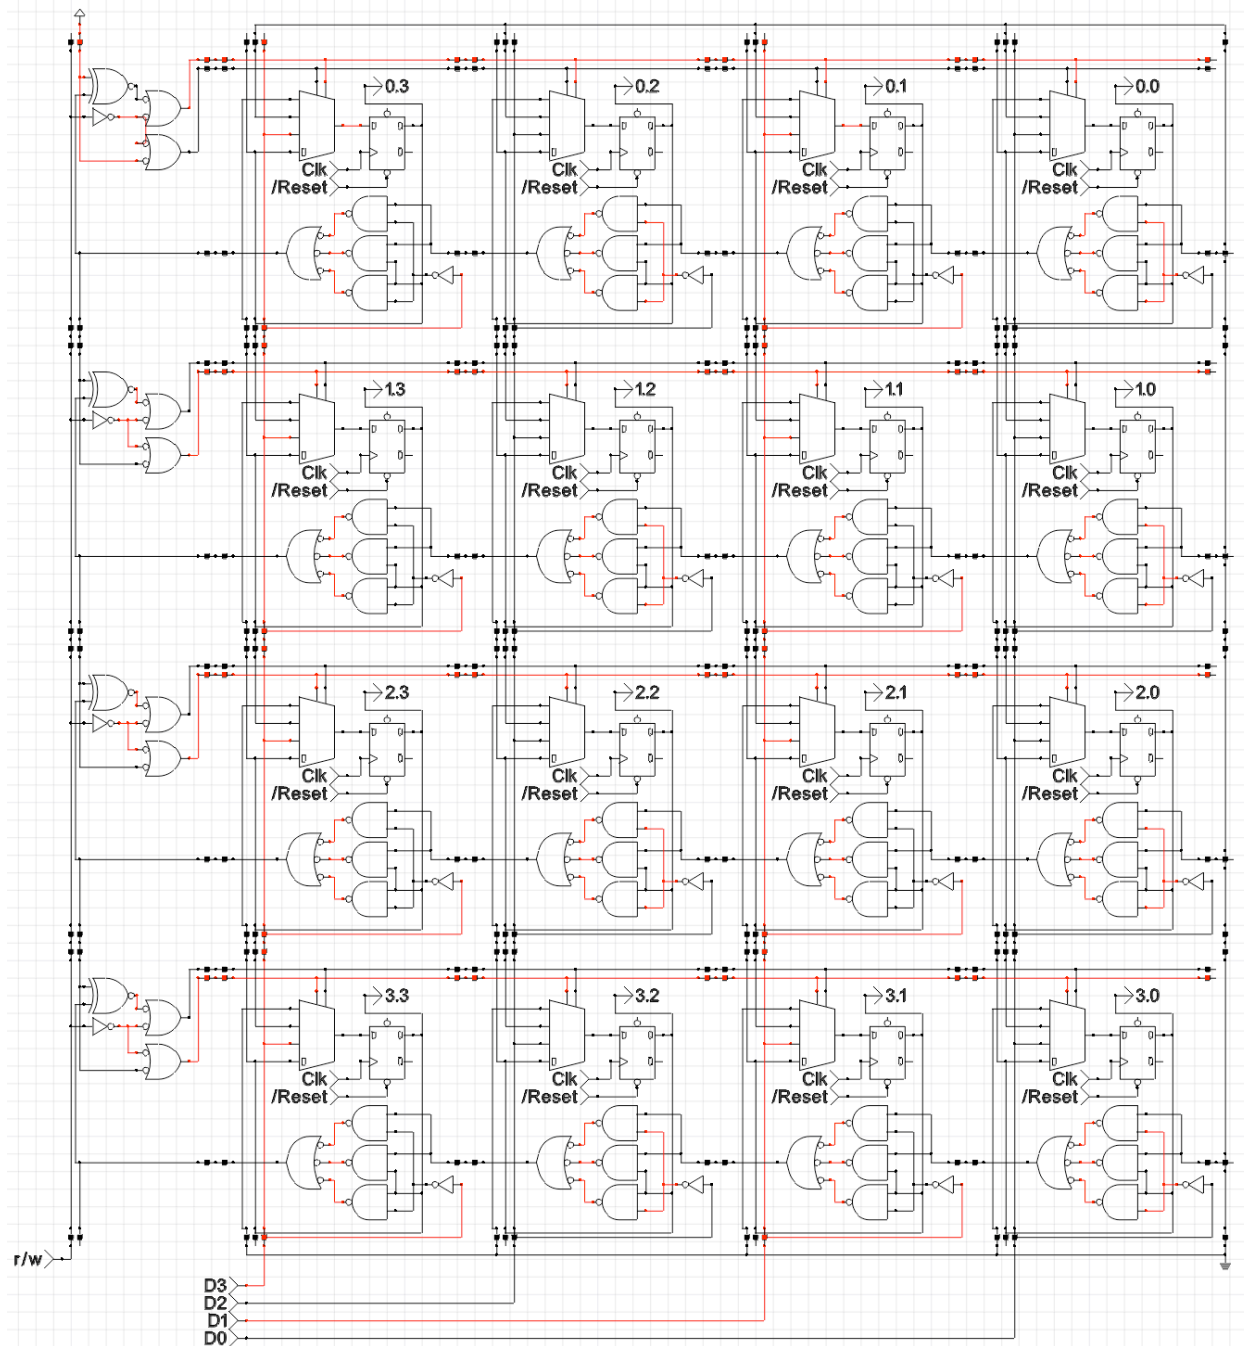 0.3 0.2 0.1 0.0
Clk Clk Clk Clk
/Reset /Reset /Reset /Reset
1.3 1.2 1.1 1.0
Clk Clk Clk Clk
/Reset /Reset /Reset /Reset
2.3 2.2 2.1 2.0
Clk Clk Clk Clk
/Reset /Reset /Reset /Reset
3.3 3.2 3.1 3.0
Clk Clk Clk Clk
/Reset /Reset /Reset /Reset
r/w
D3
D2
D1
D0